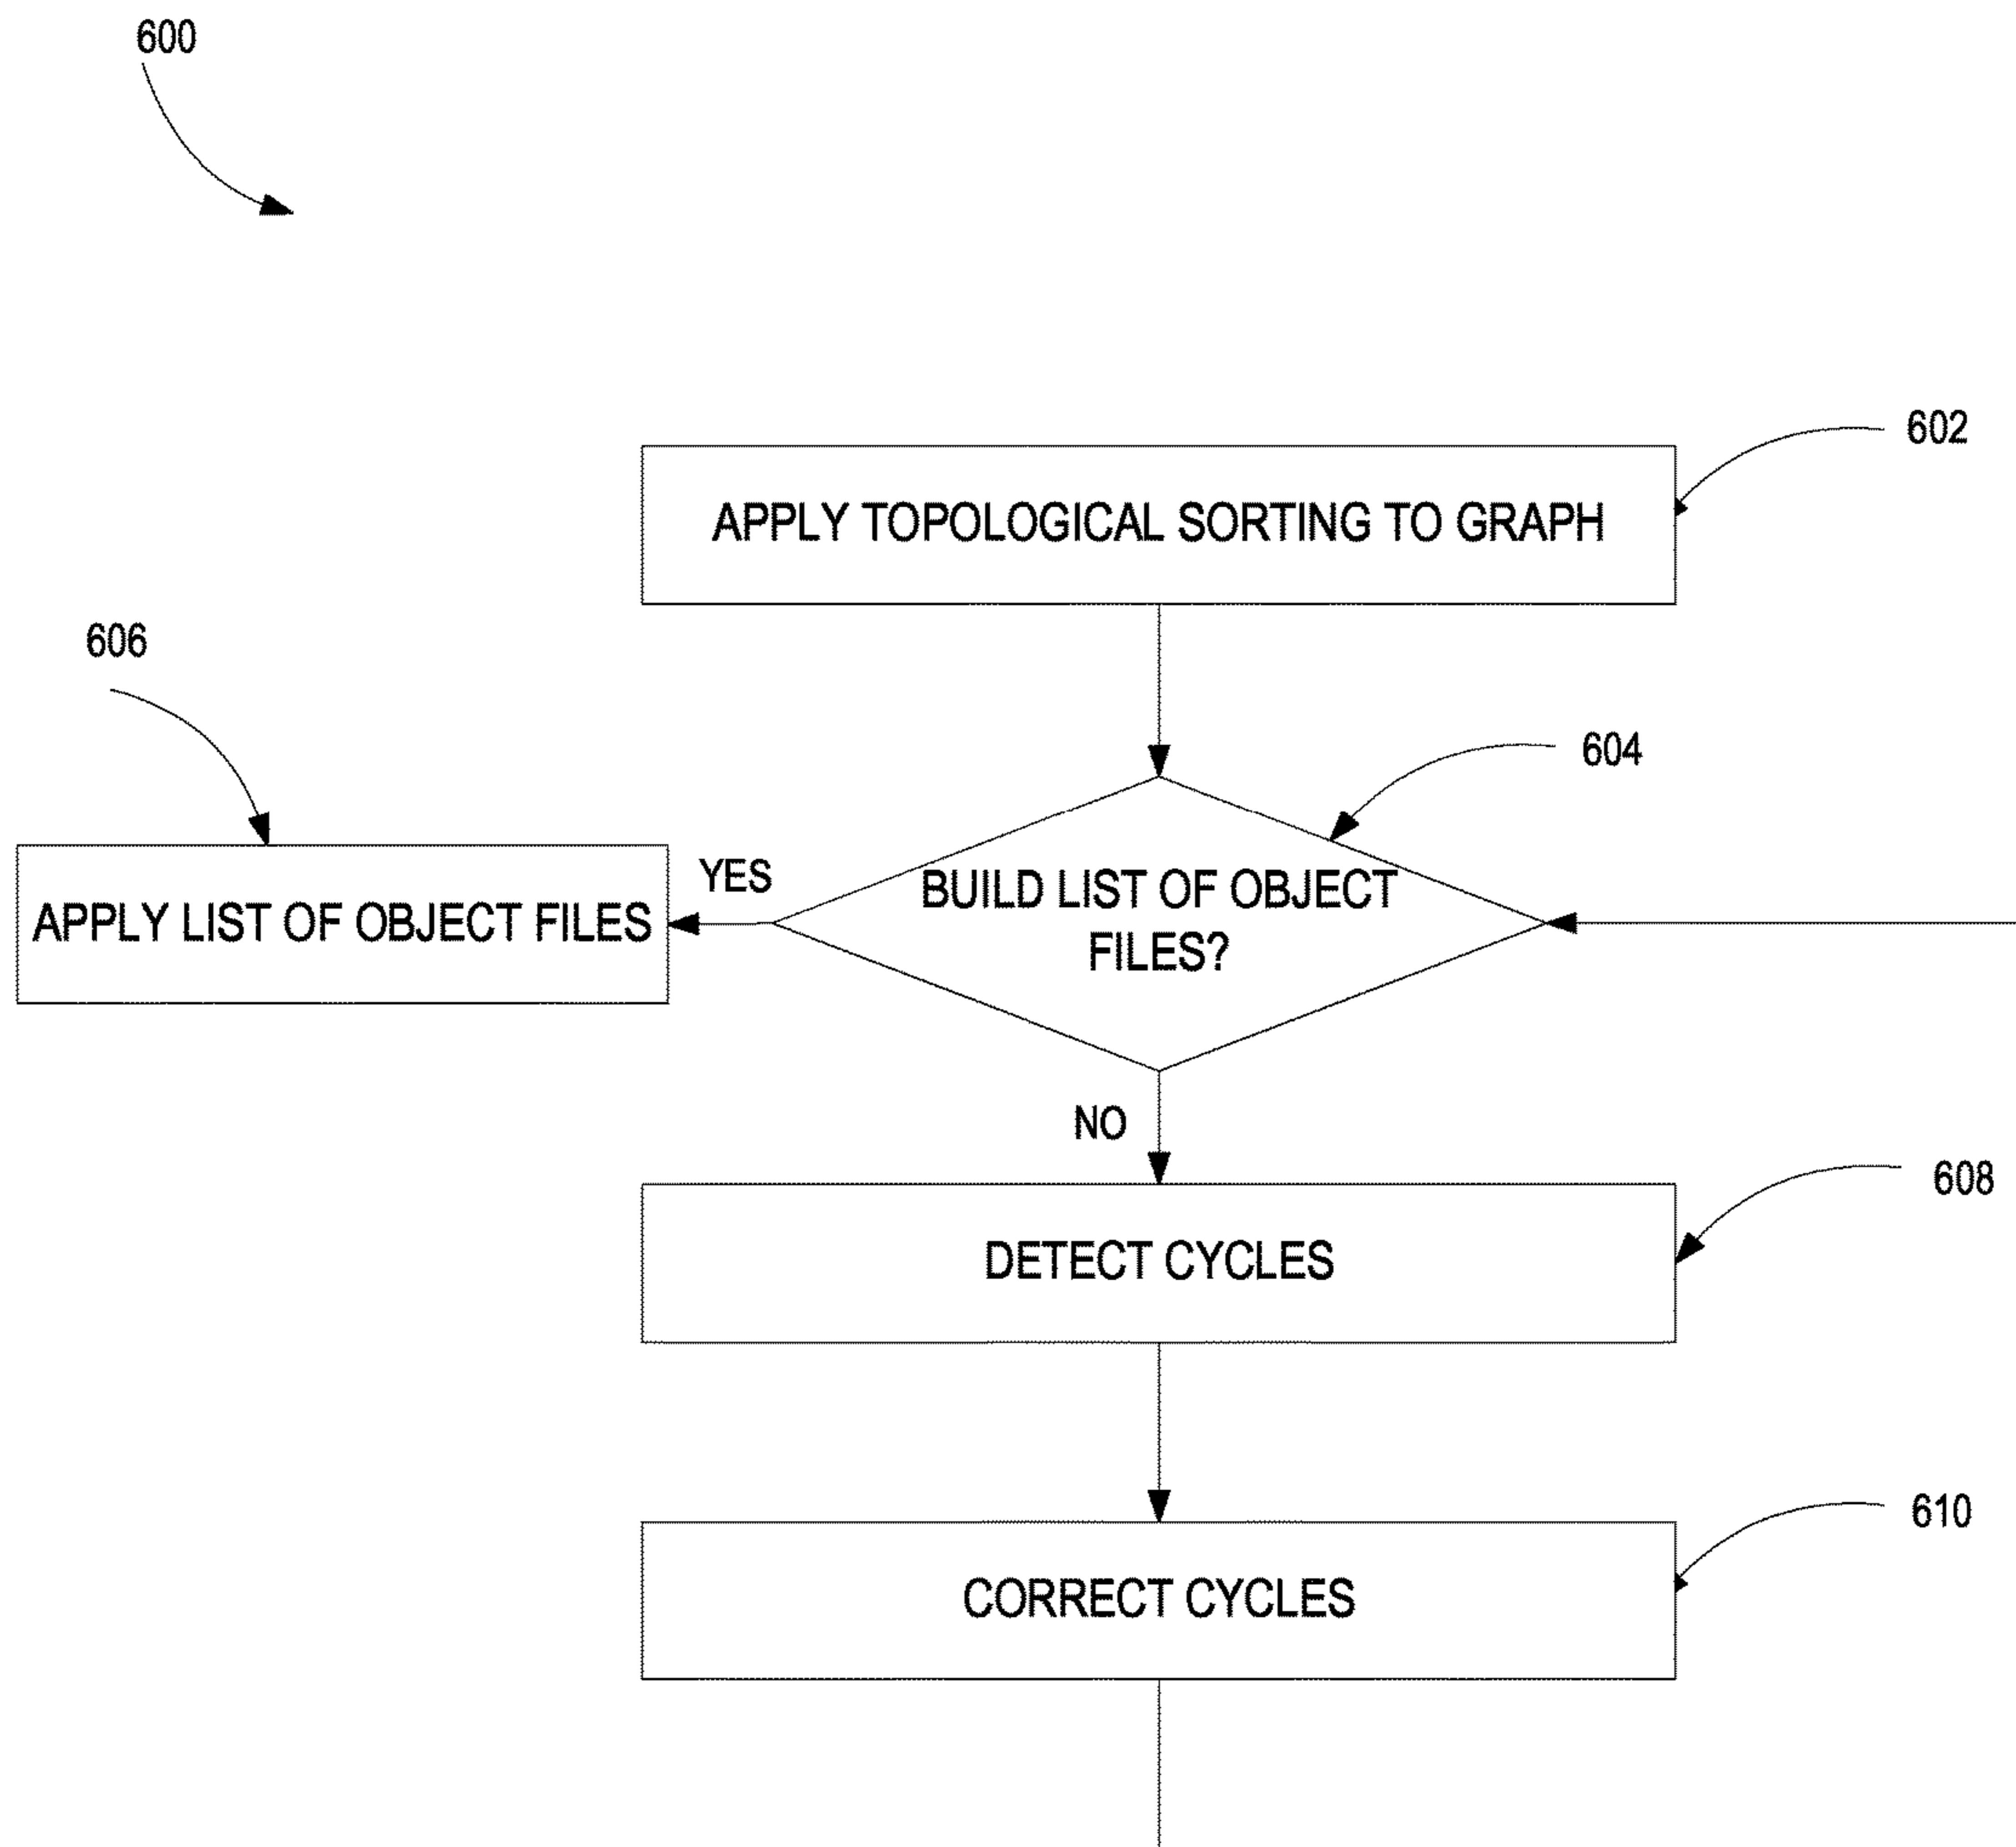 600
602
APPLY TOPOLOGICAL SORTING TO GRAPH
606
604
YES
BUILD LIST OF OBJECT
FILES?
APPLY LIST OF OBJECT FILES
NO
608
DETECT CYCLES
610
CORRECT CYCLES